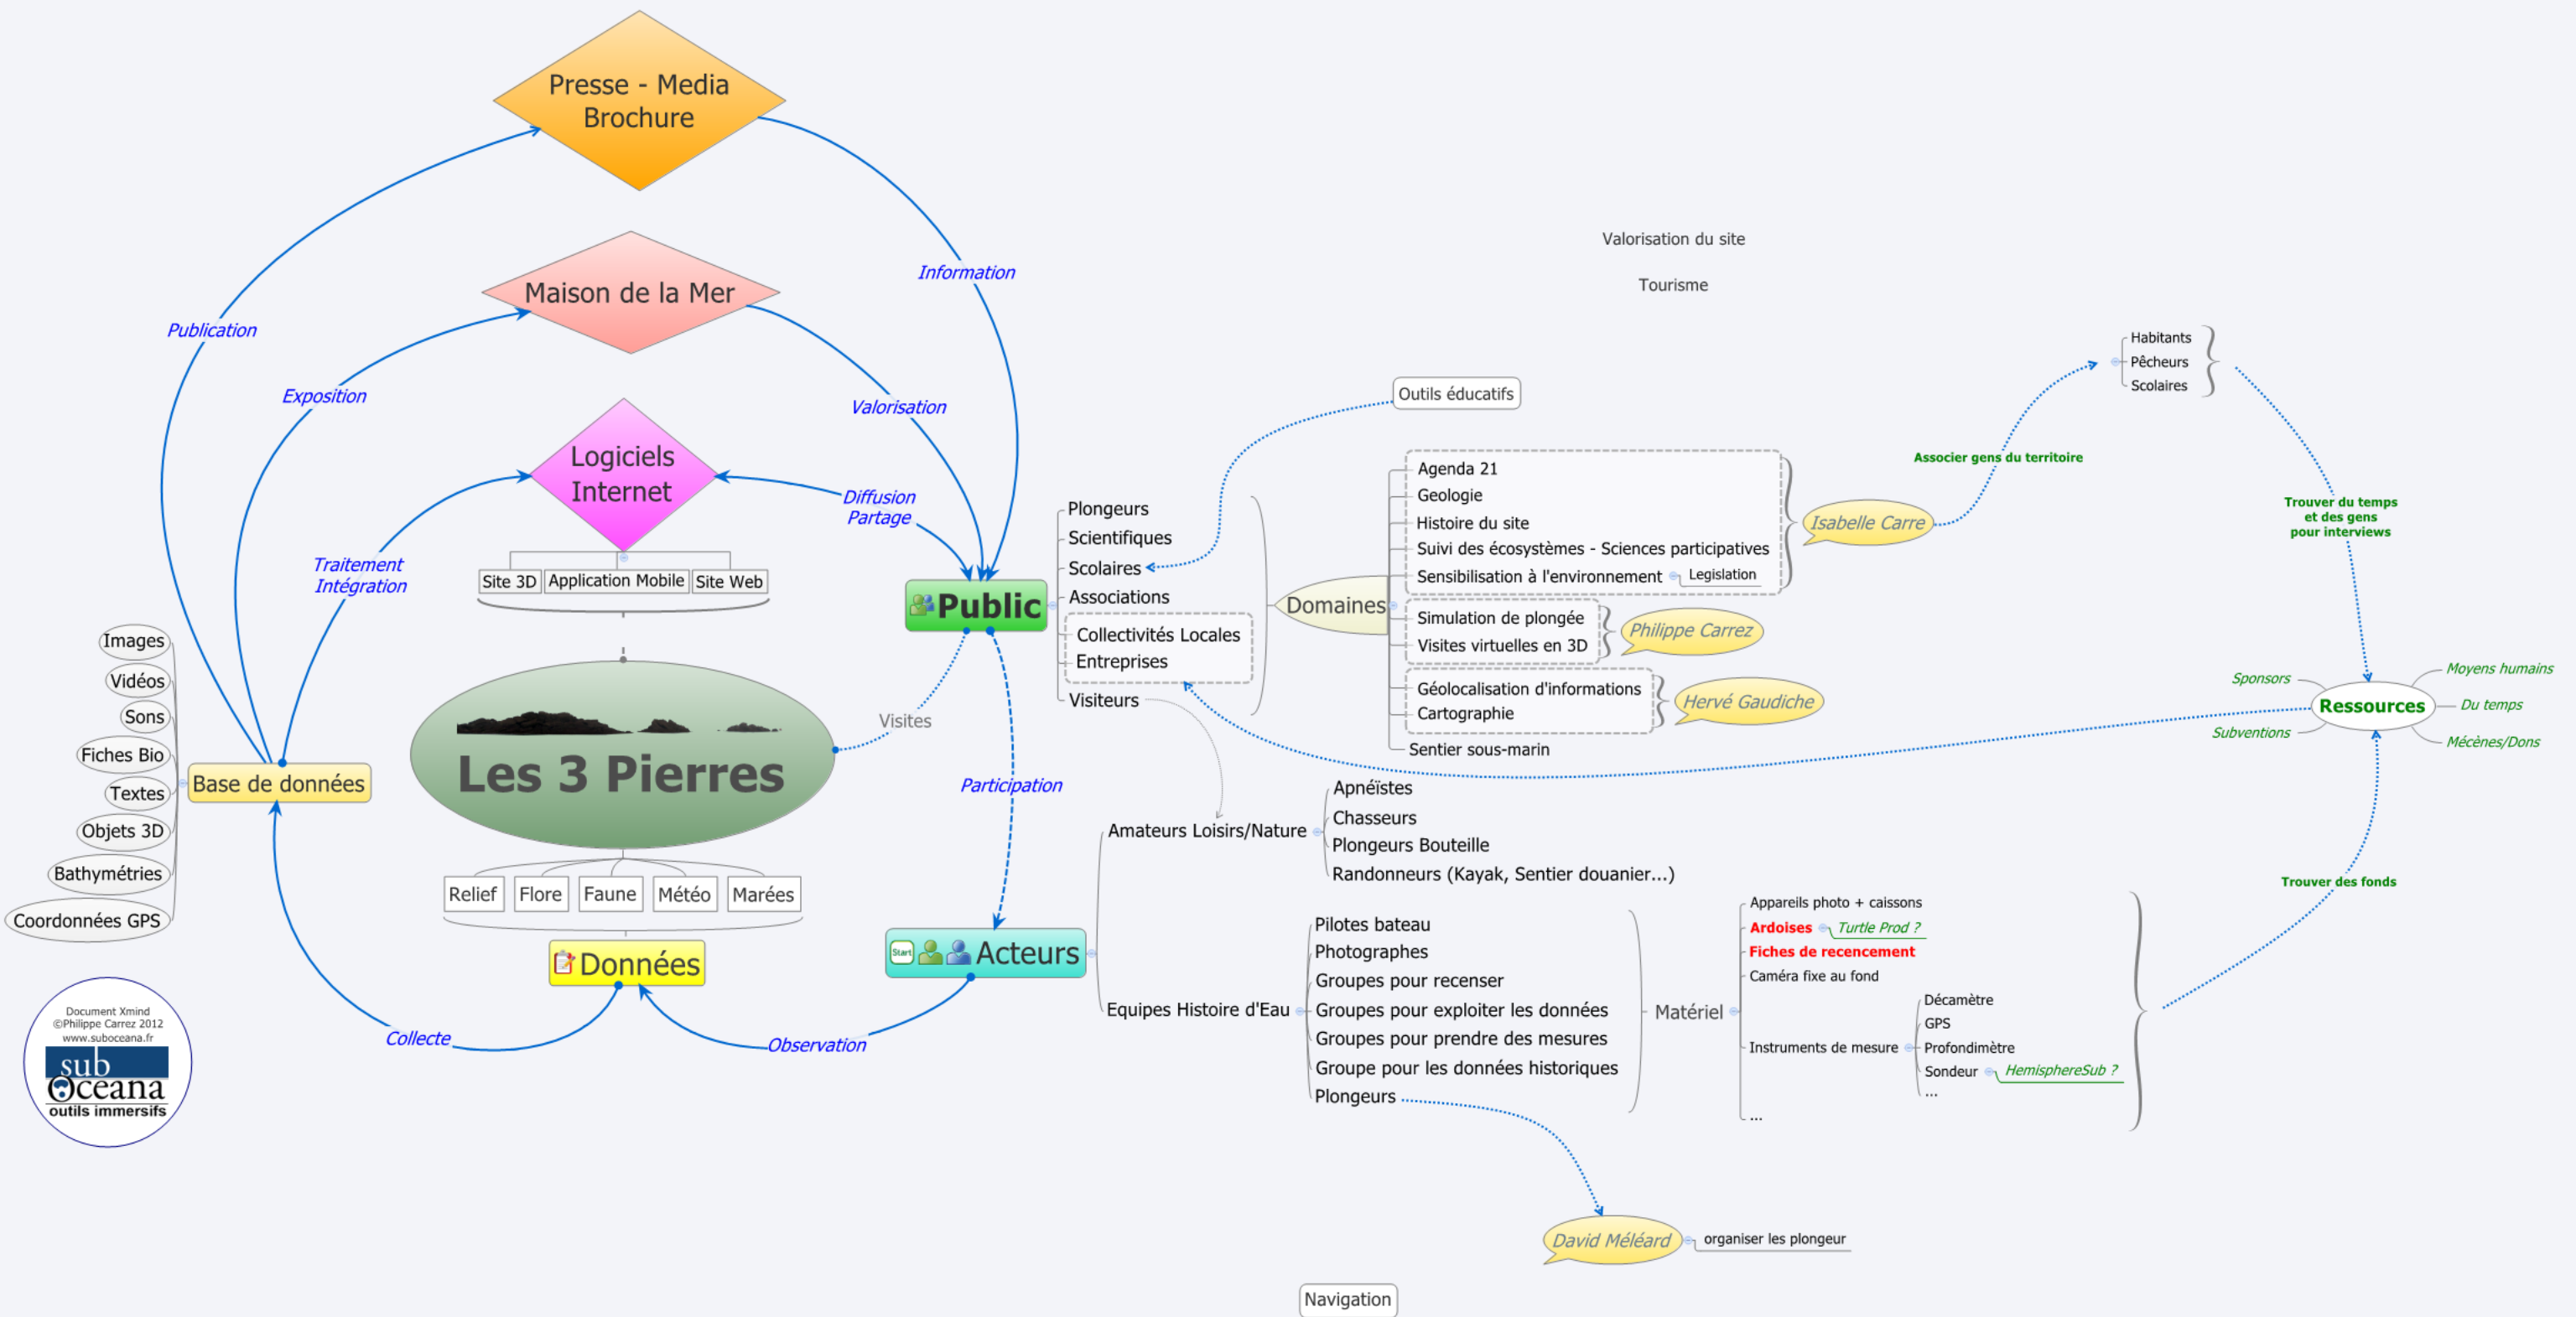 Presse - Media
Brochure
Maison de la Mer
Logiciels
Internet
Site 3D
Application Mobile
Site Web
Publication
Exposition
Traitement
Intégration
Information
Valorisation
Diffusion
Partage
Images
Vidéos
Sons
Fiches Bio
Textes
Objets 3D
Bathymétries
Coordonnées GPS
Base de données
Les 3 Pierres
Relief
Flore
Faune
Météo
Marées
Données
Collecte
Observation
Visites
Participation
Public
Plongeurs
Scientifiques
Scolaires
Associations
Collectivités Locales
Entreprises
Visiteurs
Outils éducatifs
Valorisation du site
Tourisme
Domaines
Agenda 21
Geologie
Histoire du site
Suivi des écosystèmes - Sciences participatives
Sensibilisation à l'environnement
Legislation
Simulation de plongée
Visites virtuelles en 3D
Géolocalisation d'informations
Cartographie
Sentier sous-marin
Isabelle Carre
Philippe Carrez
Hervé Gaudiche
Associer gens du territoire
Habitants
Pêcheurs
Scolaires
Trouver du temps
et des gens
pour interviews
Sponsors
Subventions
Ressources
Moyens humains
Du temps
Mécènes/Dons
Trouver des fonds
Start
Acteurs
Amateurs Loisirs/Nature
Apnéïstes
Chasseurs
Plongeurs Bouteille
Randonneurs (Kayak, Sentier douanier...)
Equipes Histoire d'Eau
Pilotes bateau
Photographes
Groupes pour recenser
Groupes pour exploiter les données
Groupes pour prendre des mesures
Groupe pour les données historiques
Plongeurs
Matériel
Appareils photo + caissons
Ardoises
Turtle Prod ?
Fiches de recencement
Caméra fixe au fond
Instruments de mesure
Décamètre
GPS
Profondimètre
Sondeur
HemisphereSub ?
...
...
David Méléard
organiser les plongeur
Navigation
Document Xmind
©Philippe Carrez 2012
www.suboceana.fr
sub
Oceana
outils immersifs